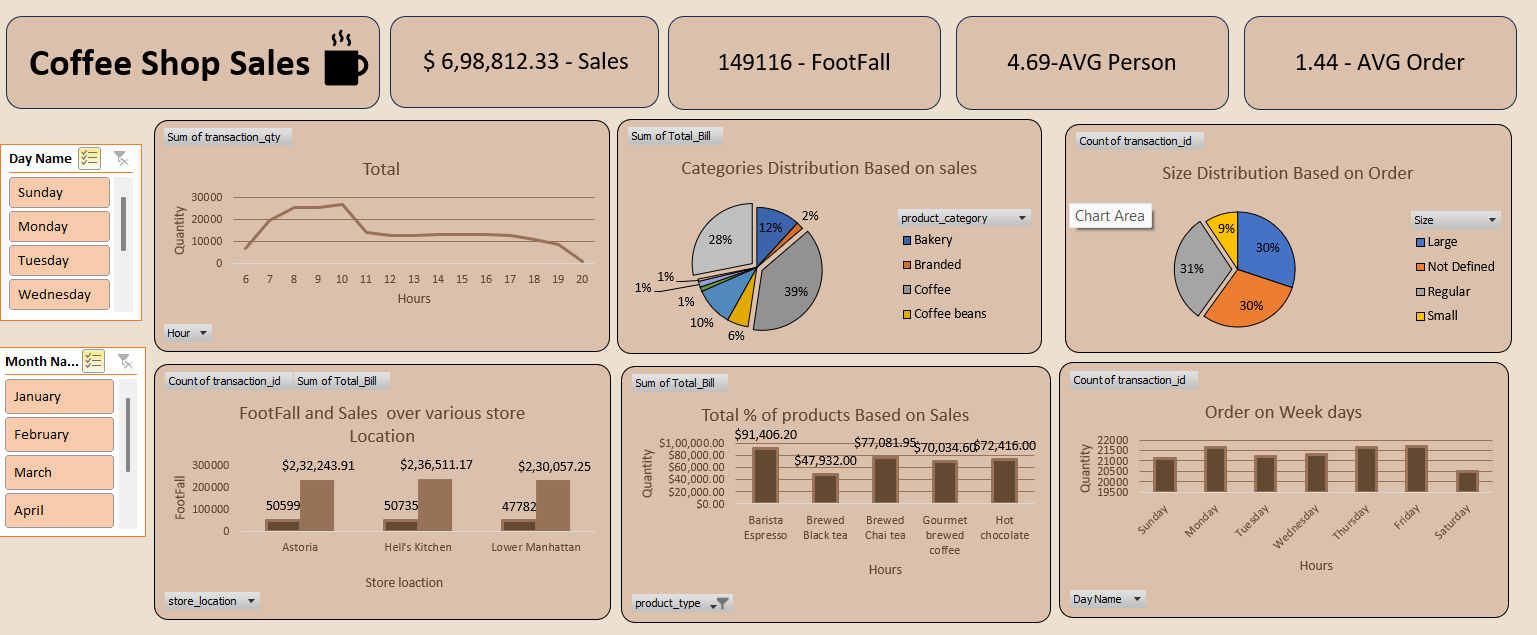 Coffee Shop Sales
$ 6,98,812.33 - Sales
149116 - FootFall
4.69-AVG Person
1.44 - AVG Order
Day Name
Sunday
Monday
Tuesday
Wednesday
Month Na...
January
February
March
April
Sum of transaction_qty
Total
Quantity
30000
20000
10000
0
6 7 8 9 10 11 12 13 14 15 16 17 18 19 20
Hours
Hour
Sum of Total_Bill
Categories Distribution Based on sales
12%
2%
39%
6%
10%
1%
1%
1%
28%
product_category
Bakery
Branded
Coffee
Coffee beans
Count of transaction_id
Size Distribution Based on Order
Chart Area
30%
30%
31%
9%
Size
Large
Not Defined
Regular
Small
Count of transaction_id Sum of Total_Bill
FootFall and Sales over various store
Location
FootFall
300000
200000
100000
0
50599 $2,32,243.91
50735 $2,36,511.17
47782 $2,30,057.25
Astoria Hell's Kitchen Lower Manhattan
Store loaction
store_location
Sum of Total_Bill
Total % of products Based on Sales
Quantity
$1,00,000.00
$80,000.00
$60,000.00
$40,000.00
$20,000.00
$0.00
$91,406.20
$47,932.00
$77,081.95
$70,034.60
$72,416.00
Barista
Espresso
Brewed
Black tea
Brewed
Chai tea
Gourmet
brewed
coffee
Hot
chocolate
Hours
product_type
Count of transaction_id
Order on Week days
Quantity
22000
21500
21000
20500
20000
19500
Sunday
Monday
Tuesday
Wednesday
Thursday
Friday
Saturday
Hours
Day Name